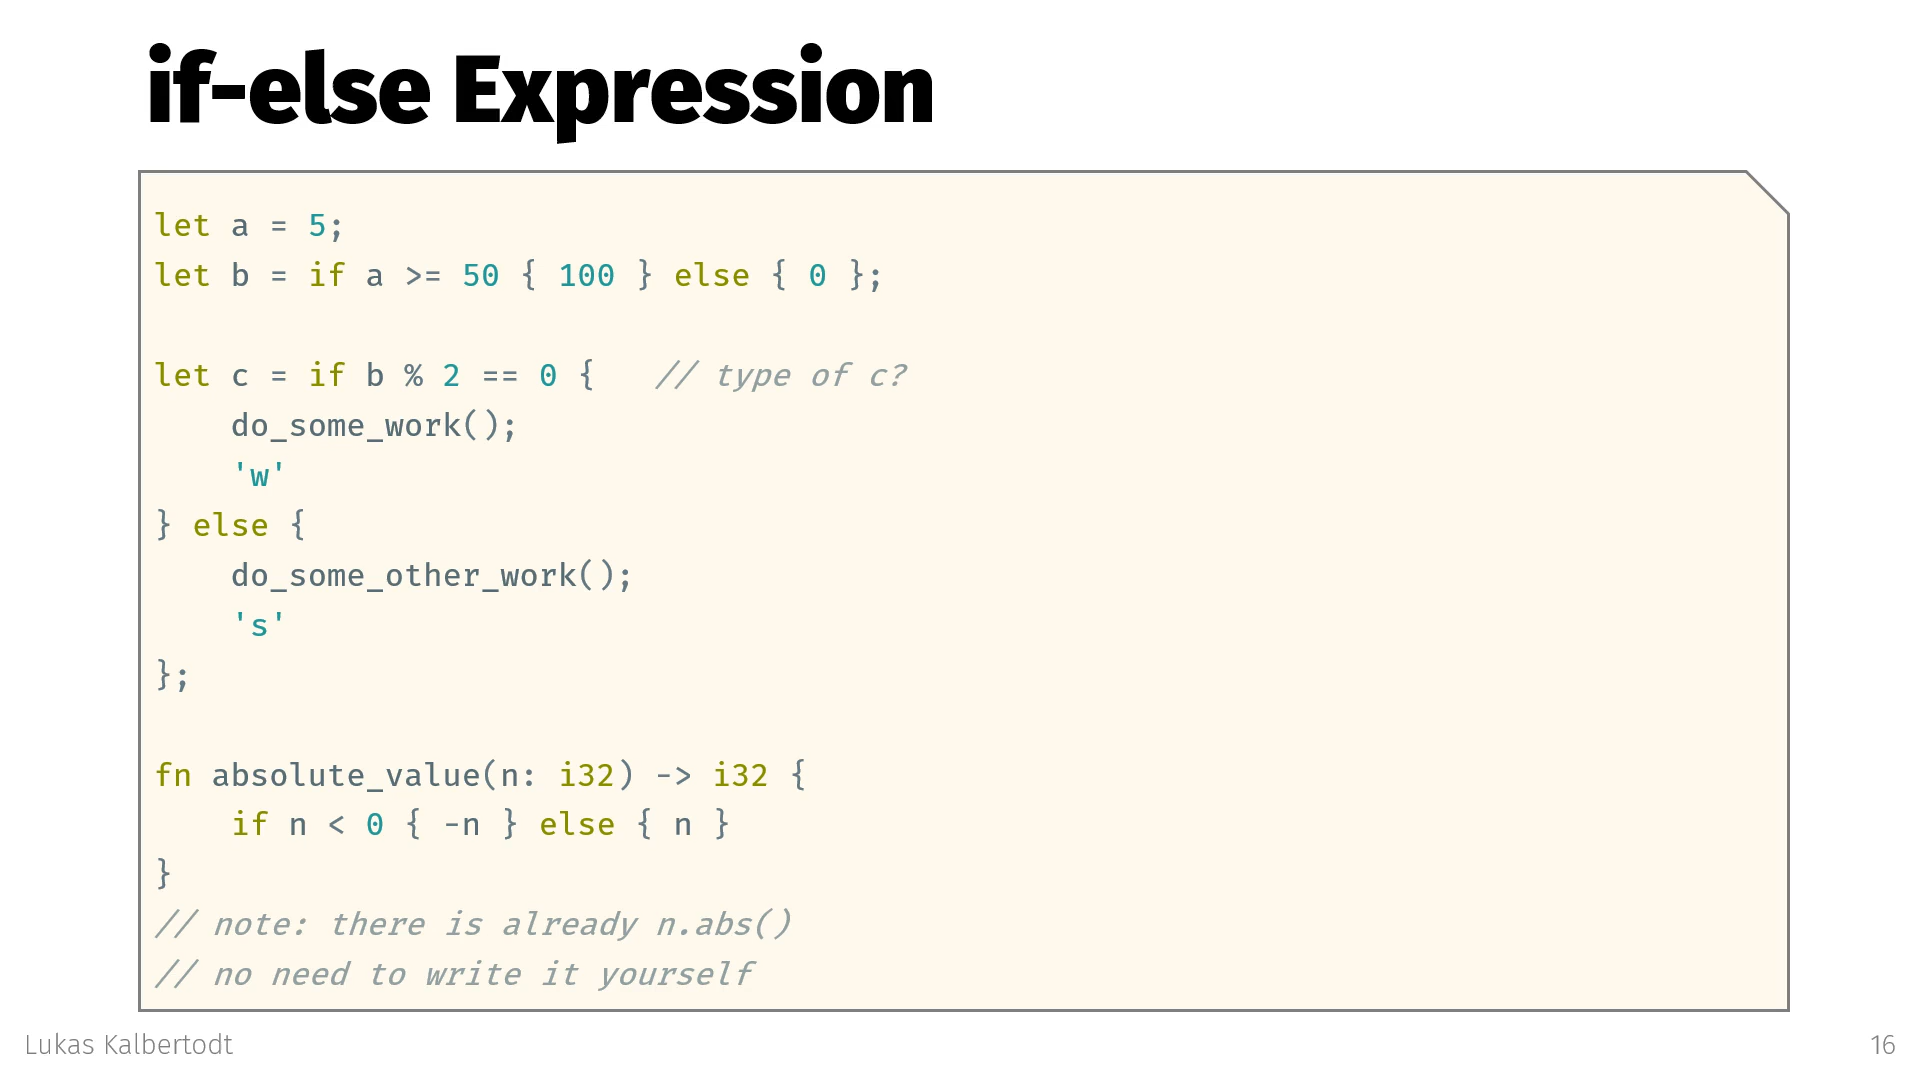 if-else Expression
let a = 5;
let b = if a >= 50 { 100 } else { 0 };
let c = if b % 2 == 0 {   // type of c?
    do_some_work();
    'w'
} else {
    do_some_other_work();
    's'
};
fn absolute_value(n: i32) -> i32 {
    if n < 0 { -n } else { n }
}
// note: there is already n.abs()
// no need to write it yourself
Lukas Kalbertodt
16